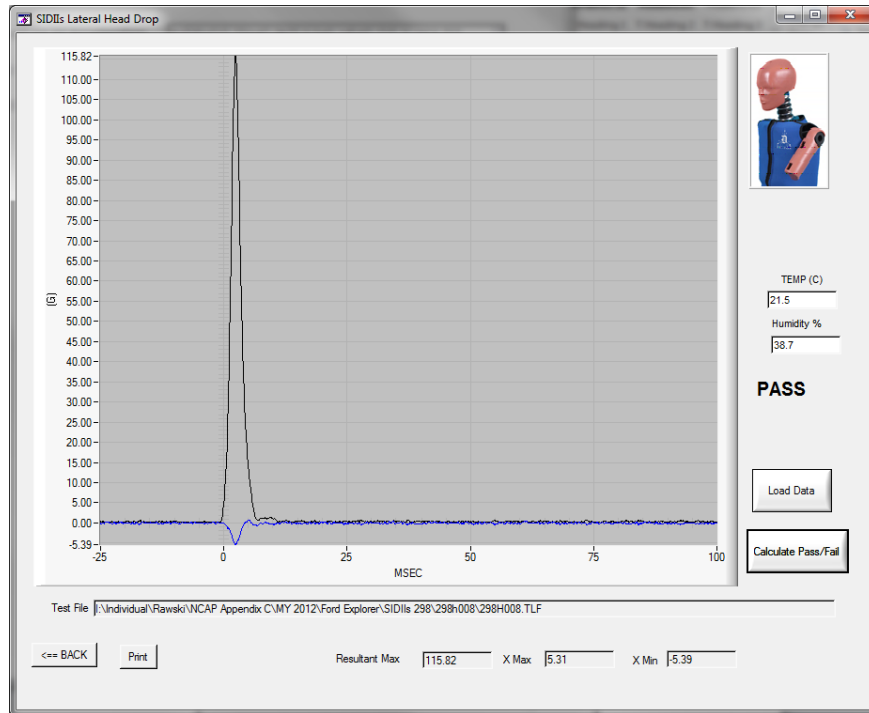 SIDIIs Lateral Head Drop
115.82
110.00
105.00
100.00
95.00
90.00
85.00
80.00
75.00
70.00
65.00
60.00
55.00
50.00
45.00
40.00
35.00
30.00
25.00
20.00
15.00
10.00
5.00
0.00
-5.39
(G)
-25 0 25 50 75 100
MSEC
TEMP (C)
21.5
Humidity %
38.7
PASS
Load Data
Calculate Pass/Fail
Test File I:\Individual\Rawski\NCAP Appendix C\MY 2012\Ford Explorer\SIDIIs 298\298h008\298H008.TLF
<== BACK Print Resultant Max 115.82 X Max 5.31 X Min -5.39